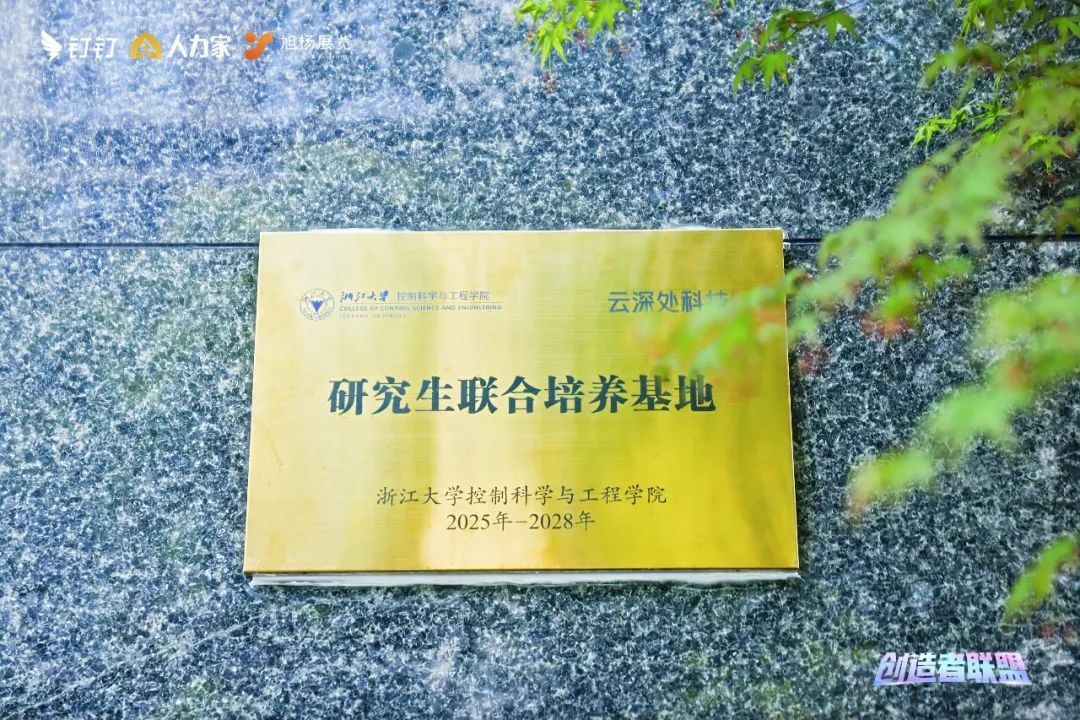 钉钉 人力家 旭杨展览
浙江大学 控制科学与工程学院 云深处科技
COLLEGE OF CONTROL SCIENCE AND ENGINEERING
ZHEJIANG UNIVERSITY
研究生联合培养基地
浙江大学控制科学与工程学院
2025年-2028年
创造者联盟